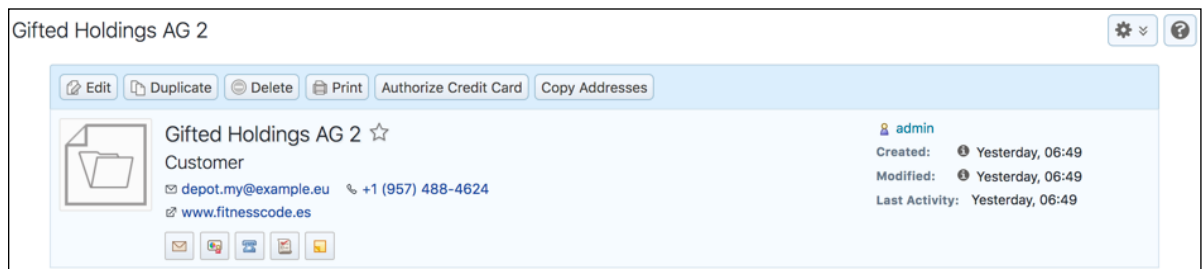 Gifted Holdings AG 2
Edit Duplicate Delete Print Authorize Credit Card Copy Addresses
Gifted Holdings AG 2
Customer
depot.my@example.eu +1 (957) 488-4624
www.fitnesscode.es
admin
Created: Yesterday, 06:49
Modified: Yesterday, 06:49
Last Activity: Yesterday, 06:49